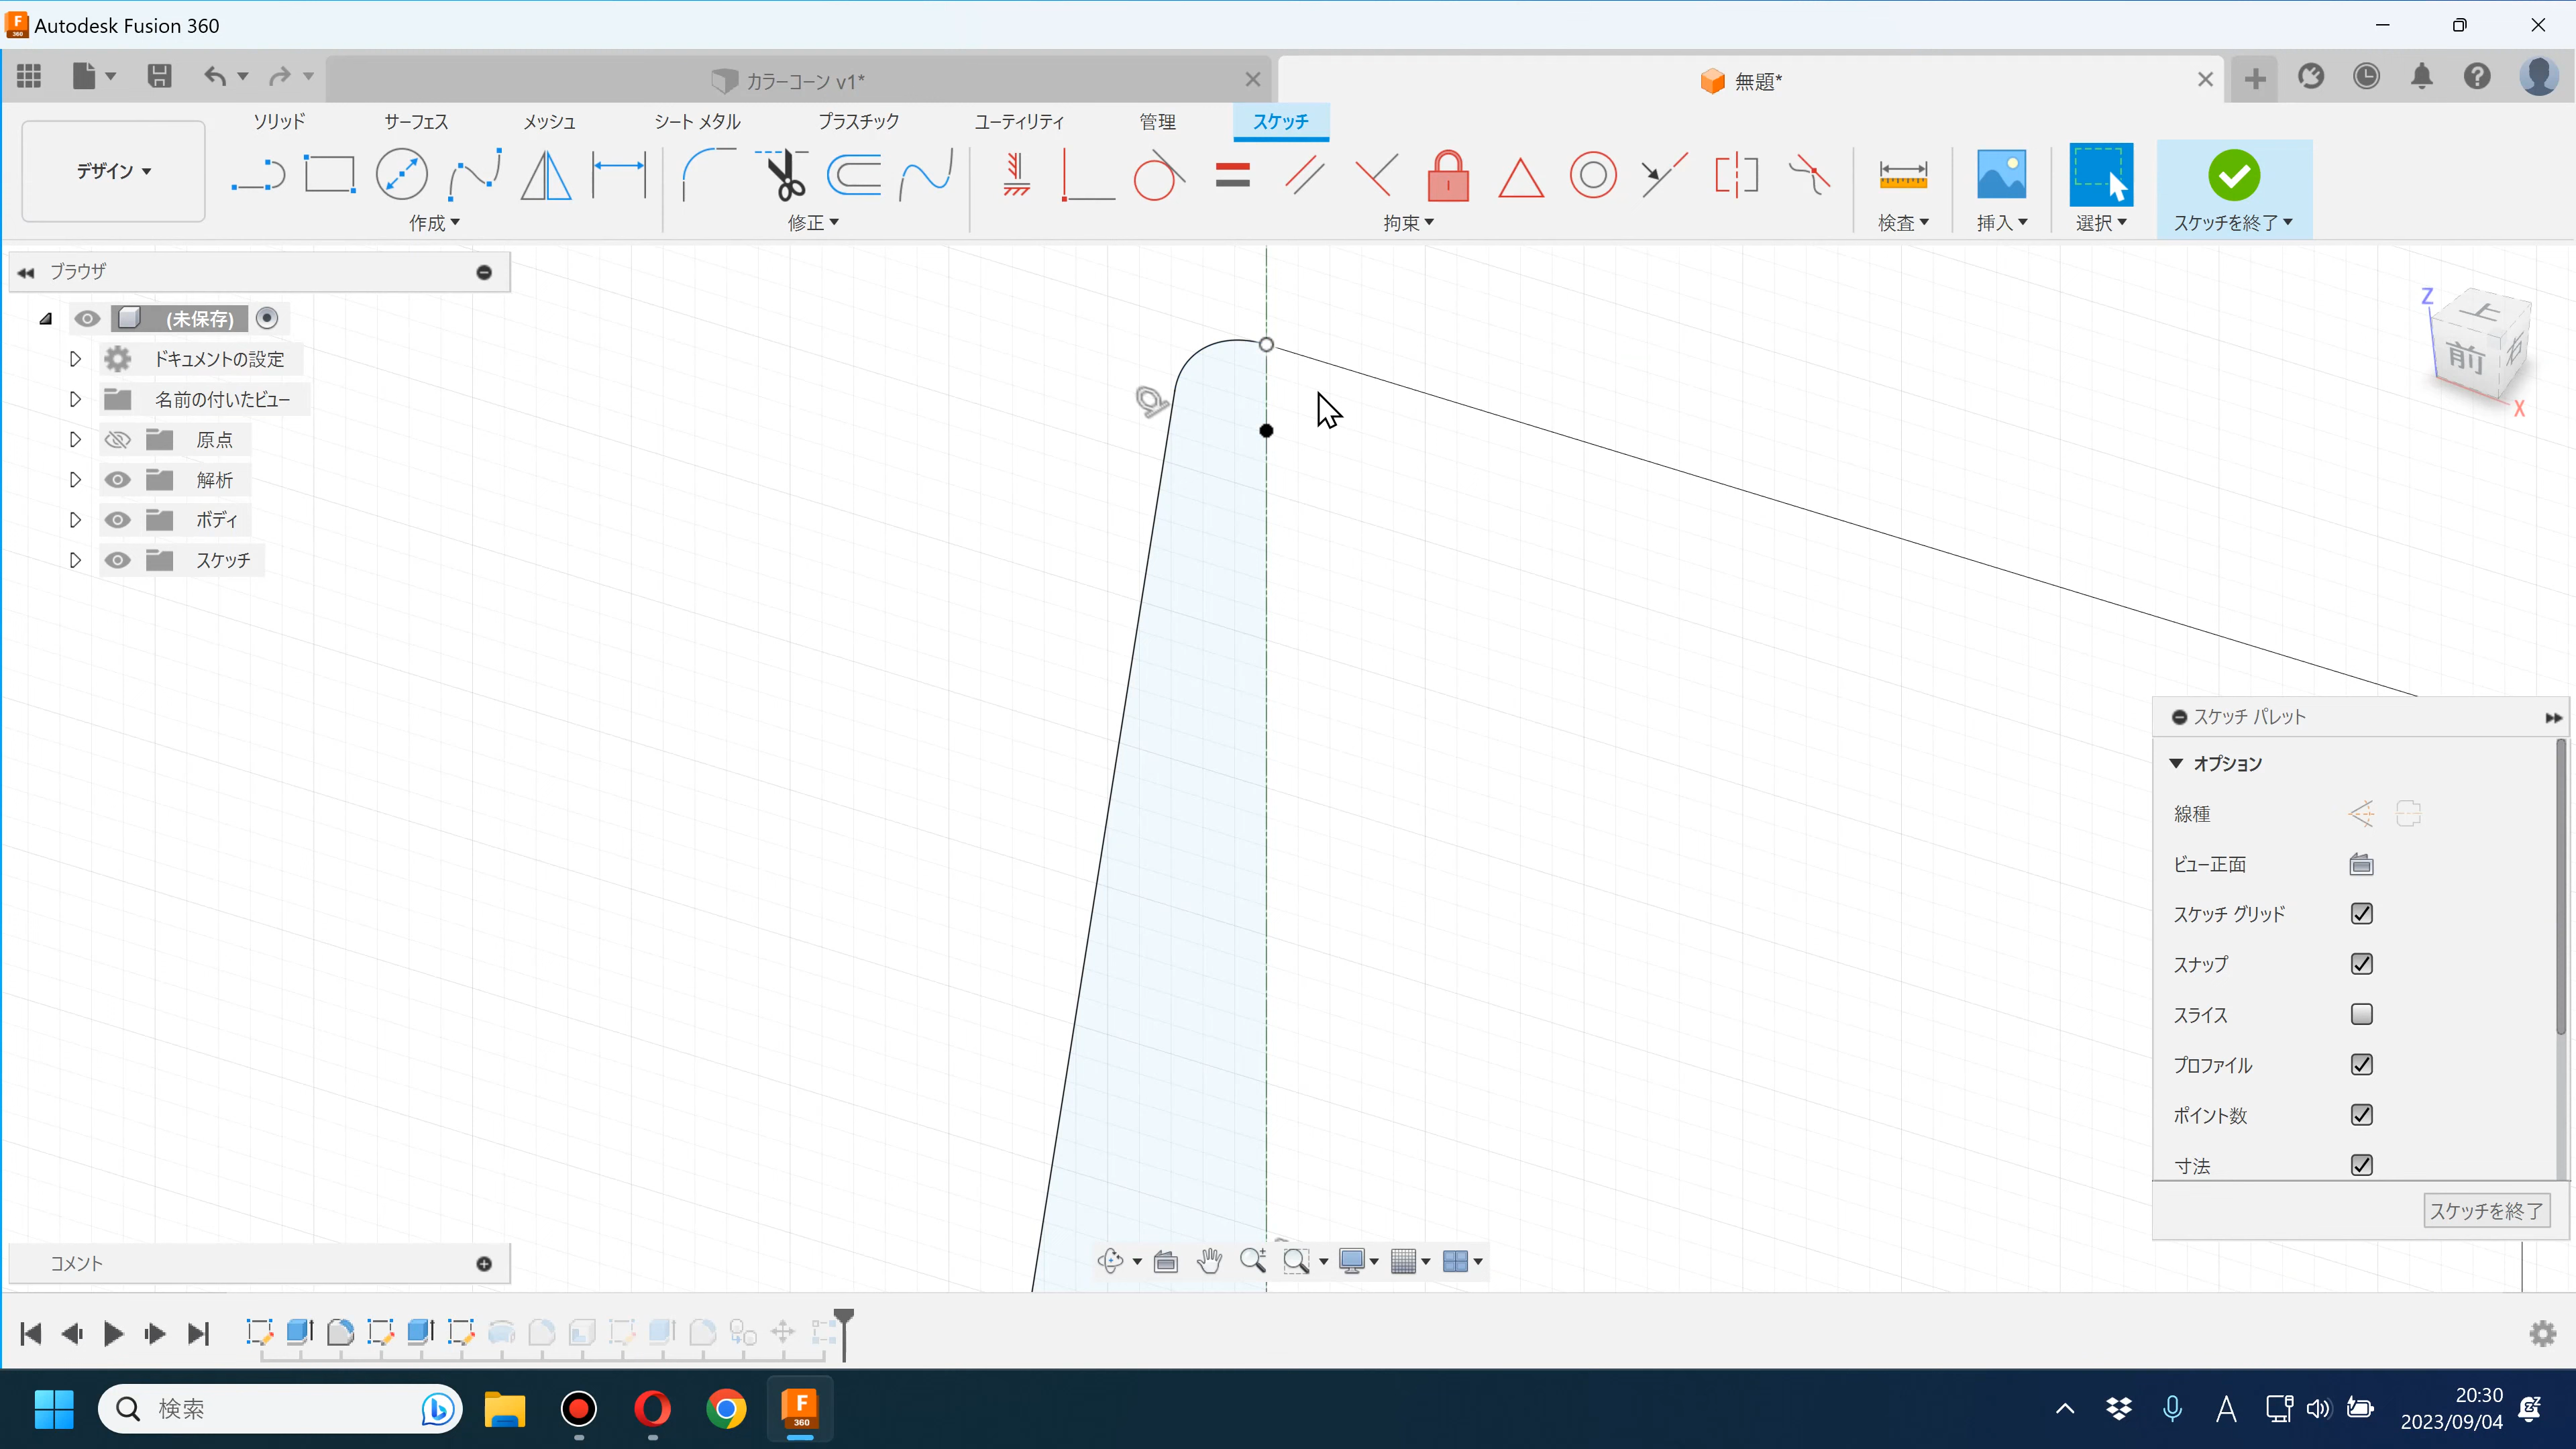 Autodesk Fusion 360
カラーコーン v1*
無題*
ソリッド サーフェス メッシュ シート メタル プラスチック ユーティリティ 管理 スケッチ
デザイン
作成 修正 拘束 検査 挿入 選択 スケッチを終了
ブラウザ
(未保存)
ドキュメントの設定
名前の付いたビュー
原点
解析
ボディ
スケッチ
Z
上
前
右
X
スケッチ パレット
オプション
線種
ビュー正面
スケッチ グリッド
スナップ
スライス
プロファイル
ポイント数
寸法
スケッチを終了
コメント
検索
F
360
A
20:30
2023/09/04